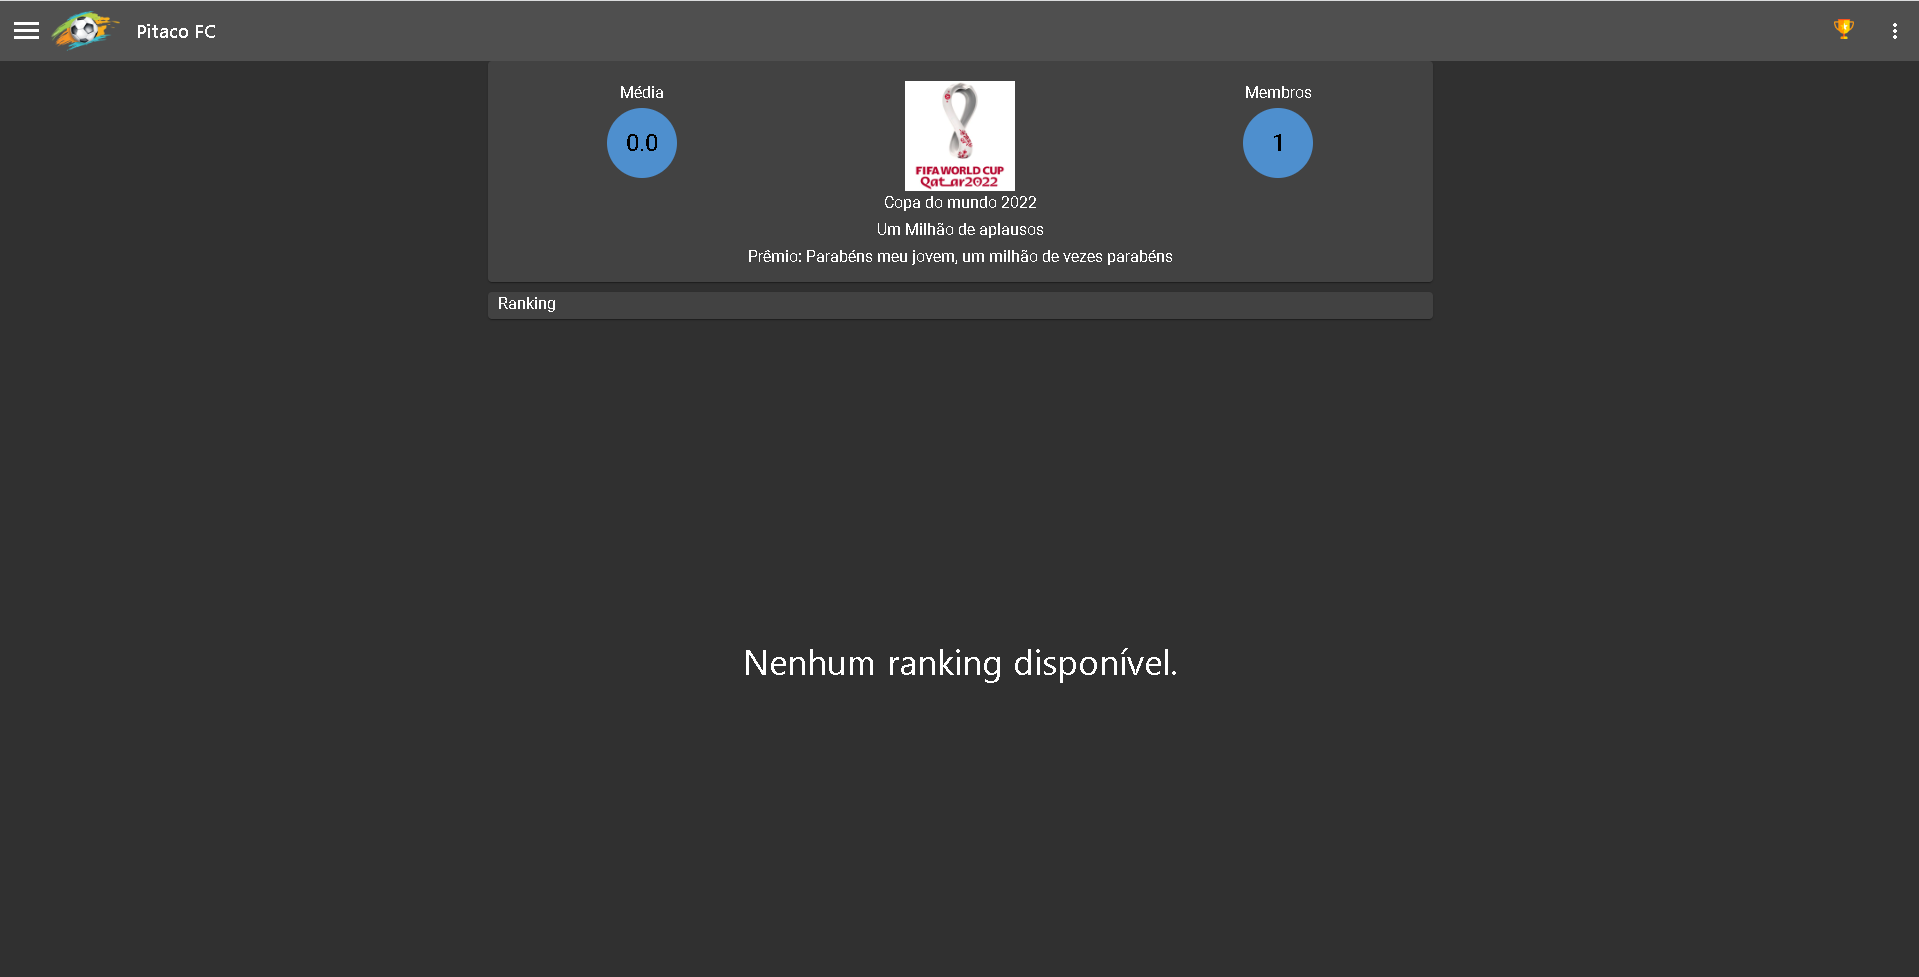 Pitaco FC
Média
Membros
0.0
1
FIFA WORLD CUP
Qatar2022
Copa do mundo 2022
Um Milhão de aplausos
Prêmio: Parabéns meu jovem, um milhão de vezes parabéns
Ranking
Nenhum ranking disponível.